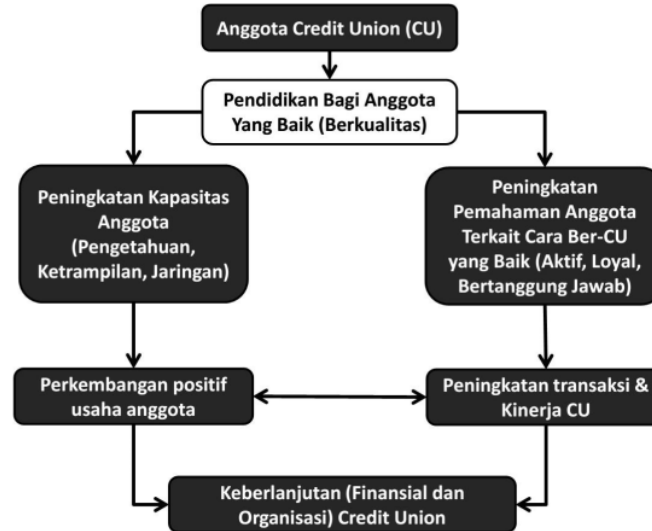 Anggota Credit Union (CU)
Pendidikan Bagi Anggota
Yang Baik (Berkualitas)
Peningkatan Kapasitas
Anggota
(Pengetahuan,
Ketrampilan, Jaringan)
Peningkatan
Pemahaman Anggota
Terkait Cara Ber-CU
yang Baik (Aktif, Loyal,
Bertanggung Jawab)
Perkembangan positif
usaha anggota
Peningkatan transaksi &
Kinerja CU
Keberlanjutan (Finansial dan
Organisasi) Credit Union